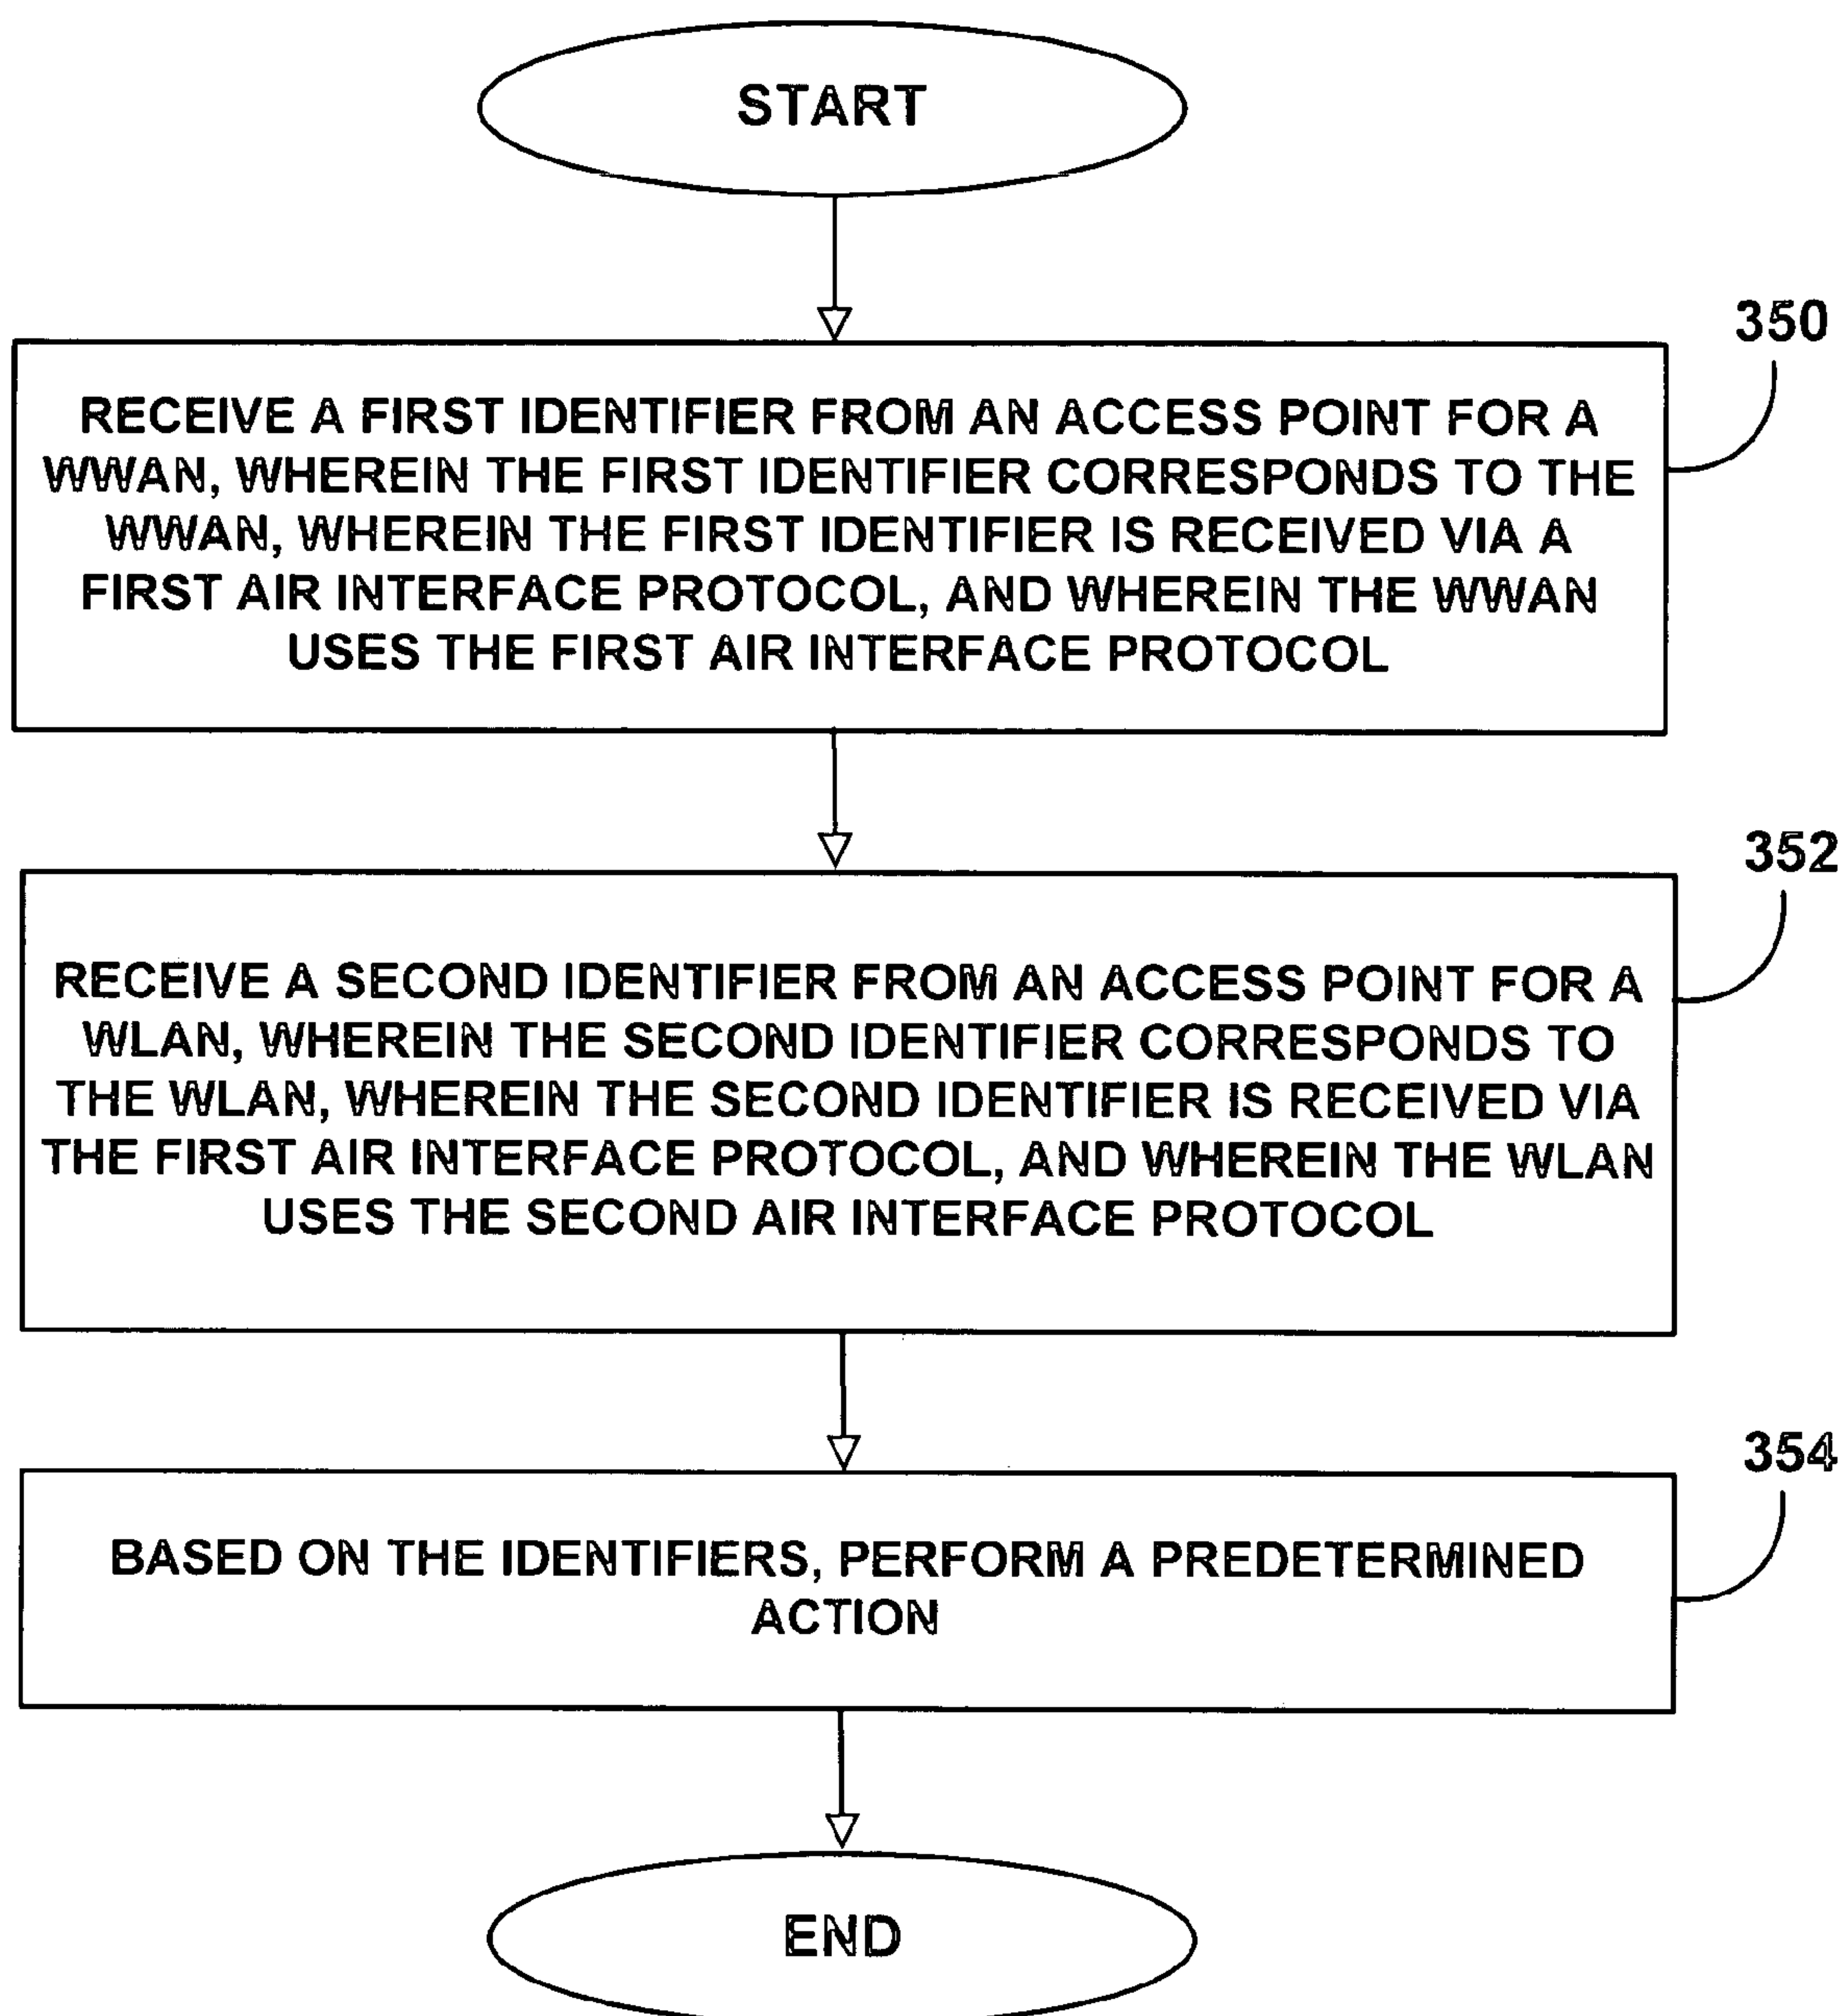 START
350
RECEIVE A FIRST IDENTIFIER FROM AN ACCESS POINT FOR A
WWAN, WHEREIN THE FIRST IDENTIFIER CORRESPONDS TO THE
WWAN, WHEREIN THE FIRST IDENTIFIER IS RECEIVED VIA A
FIRST AIR INTERFACE PROTOCOL, AND WHEREIN THE WWAN
USES THE FIRST AIR INTERFACE PROTOCOL
352
RECEIVE A SECOND IDENTIFIER FROM AN ACCESS POINT FOR A
WLAN, WHEREIN THE SECOND IDENTIFIER CORRESPONDS TO
THE WLAN, WHEREIN THE SECOND IDENTIFIER IS RECEIVED VIA
THE FIRST AIR INTERFACE PROTOCOL, AND WHEREIN THE WLAN
USES THE SECOND AIR INTERFACE PROTOCOL
354
BASED ON THE IDENTIFIERS, PERFORM A PREDETERMINED
ACTION
END